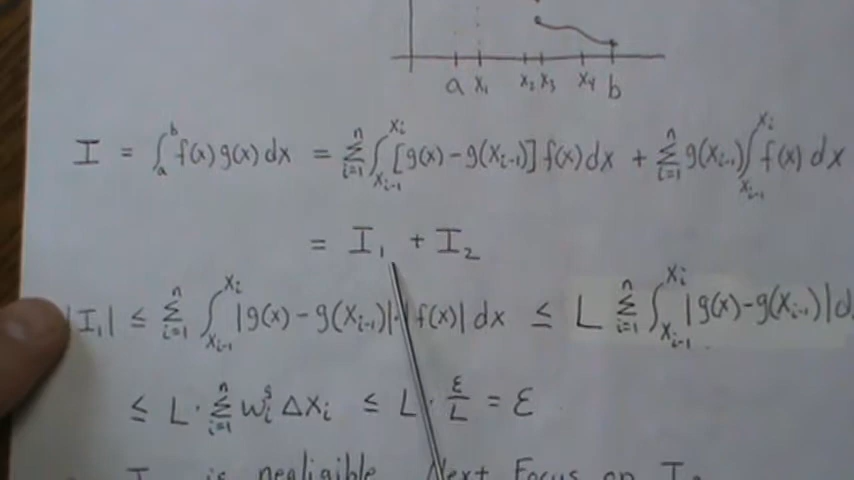 a x₁ x₂ x₃ x₄ b
I = ∫ₐᵇ f(x)g(x)dx = Σᵢ₌₁ⁿ ∫_{xᵢ₋₁}^{xᵢ} [g(x) - g(xᵢ₋₁)] f(x)dx + Σᵢ₌₁ⁿ g(xᵢ₋₁) ∫_{xᵢ₋₁}^{xᵢ} f(x) dx
= I₁ + I₂
|I₁| ≤ Σᵢ₌₁ⁿ ∫_{xᵢ₋₁}^{xᵢ} |g(x) - g(xᵢ₋₁)|·|f(x)| dx ≤ L Σᵢ₌₁ⁿ ∫_{xᵢ₋₁}^{xᵢ} |g(x)-g(xᵢ₋₁)|d
≤ L · Σᵢ₌₁ⁿ wᵢᵍ Δxᵢ ≤ L · ε/L = ε
is negligible. Next Focus on I₂